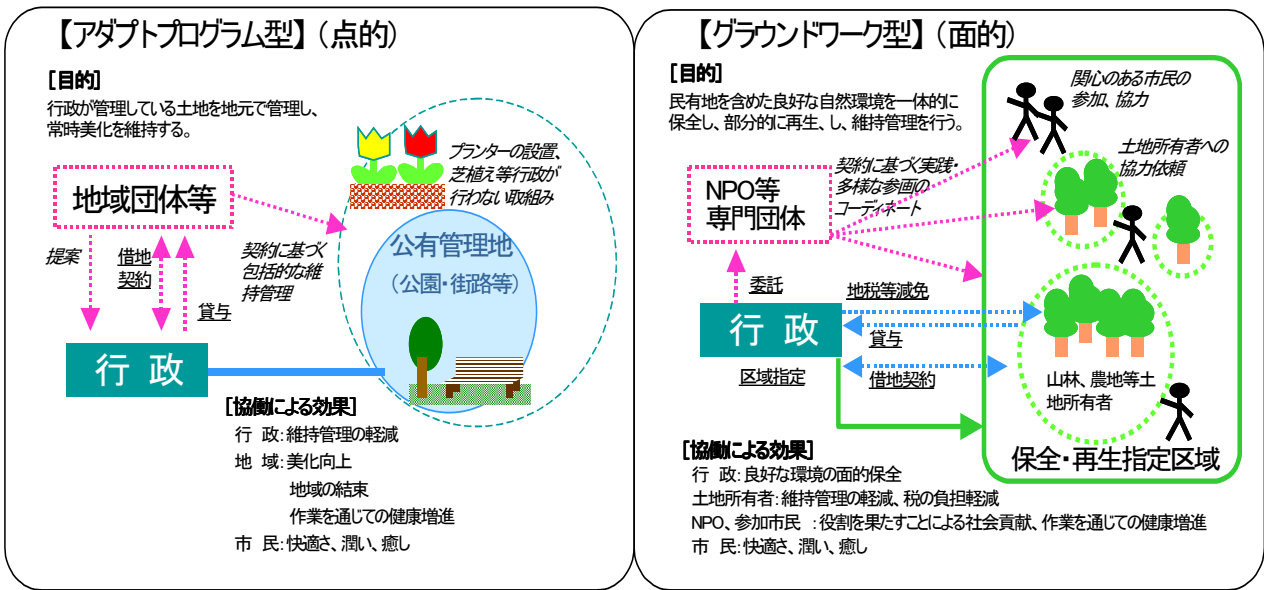 【アダプトプログラム型】(点的)
[目的]
行政が管理している土地を地元で管理し、
常時美化を維持する。
プランターの設置、
芝植え等行政が
行わない取組み
地域団体等
公有管理地
(公園・街路等)
提案
借地
契約
貸与
契約に基づく
包括的な維
持管理
行 政
[協働による効果]
行 政:維持管理の軽減
地 域:美化向上
地域の結束
作業を通じての健康増進
市 民:快適さ、潤い、癒し
【グラウンドワーク型】(面的)
[目的]
民有地を含めた良好な自然環境を一体的に
保全し、部分的に再生、し、維持管理を行う。
関心のある市民の
参加、協力
土地所有者への
協力依頼
契約に基づく実践・
多様な参画の
コーディネート
NPO等
専門団体
委託
地税等減免
行 政
貸与
区域指定
借地契約
山林、農地等土
地所有者
保全・再生指定区域
[協働による効果]
行 政:良好な環境の面的保全
土地所有者:維持管理の軽減、税の負担軽減
NPO、参加市民 :役割を果たすことによる社会貢献、作業を通じての健康増進
市 民:快適さ、潤い、癒し